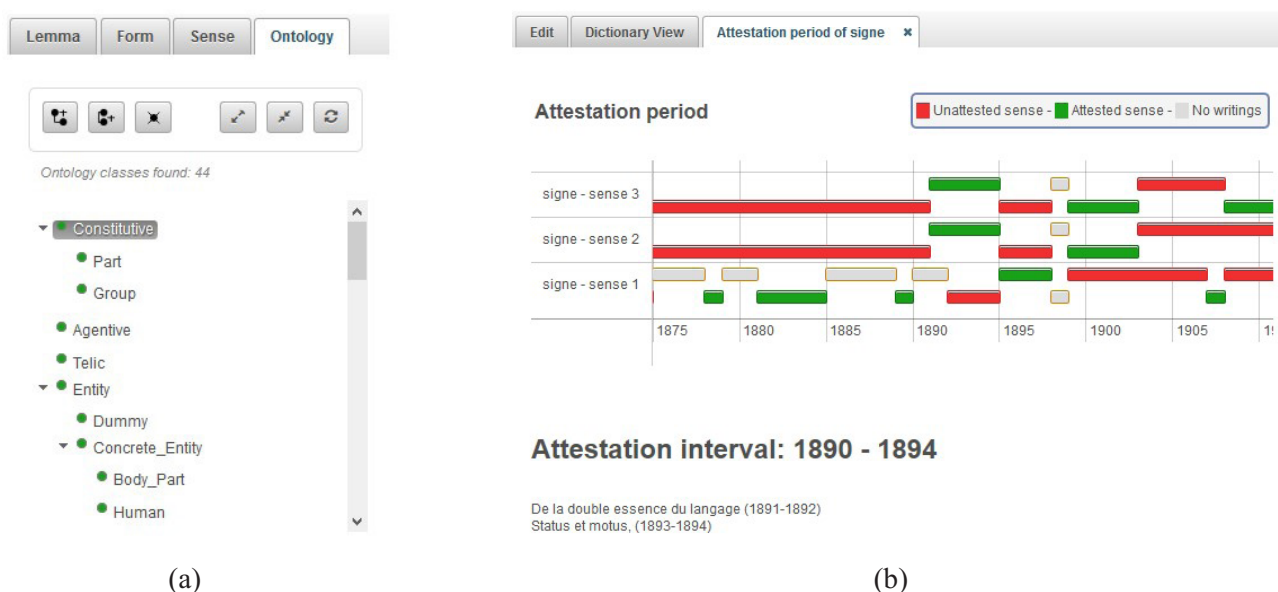 Lemma Form Sense Ontology
Ontology classes found: 44
Constitutive
Part
Group
Agentive
Telic
Entity
Dummy
Concrete_Entity
Body_Part
Human
(a)
Edit Dictionary View Attestation period of signe ×
Attestation period
Unattested sense - Attested sense - No writings
signe - sense 3
signe - sense 2
signe - sense 1
1875 1880 1885 1890 1895 1900 1905
Attestation interval: 1890 - 1894
De la double essence du langage (1891-1892)
Status et motus, (1893-1894)
(b)